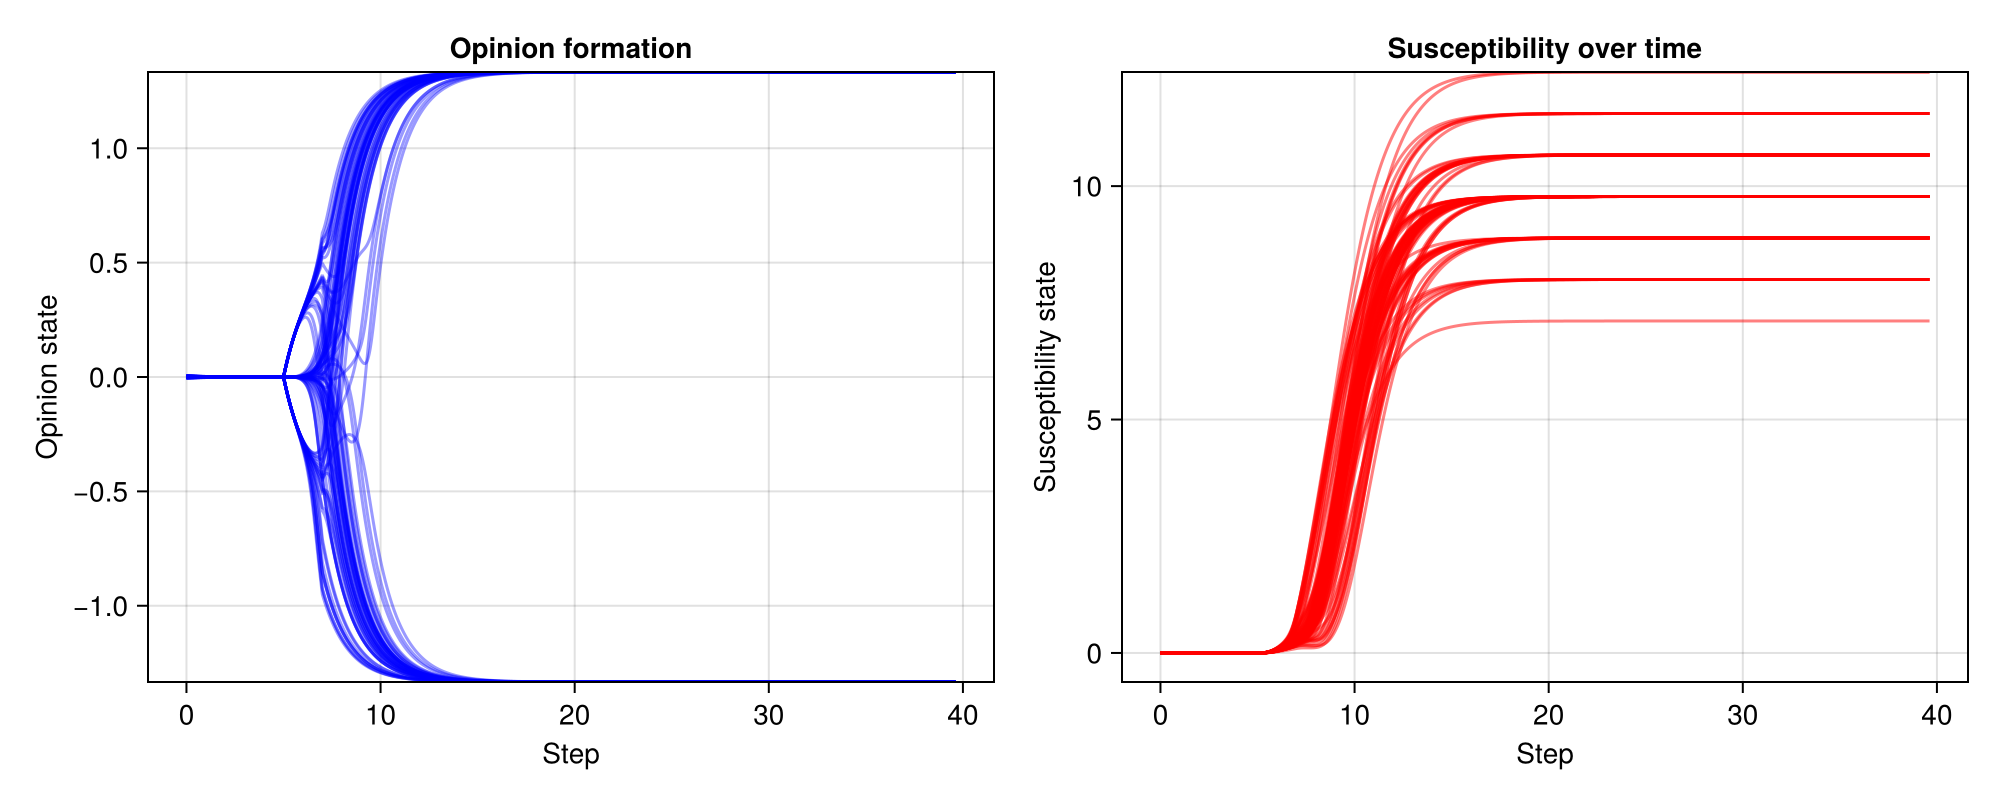 Opinion formation
Opinion state
1.0
0.5
0.0
−0.5
−1.0
0 10 20 30 40
Step
Susceptibility over time
Susceptibility state
10
5
0
0 10 20 30 40
Step